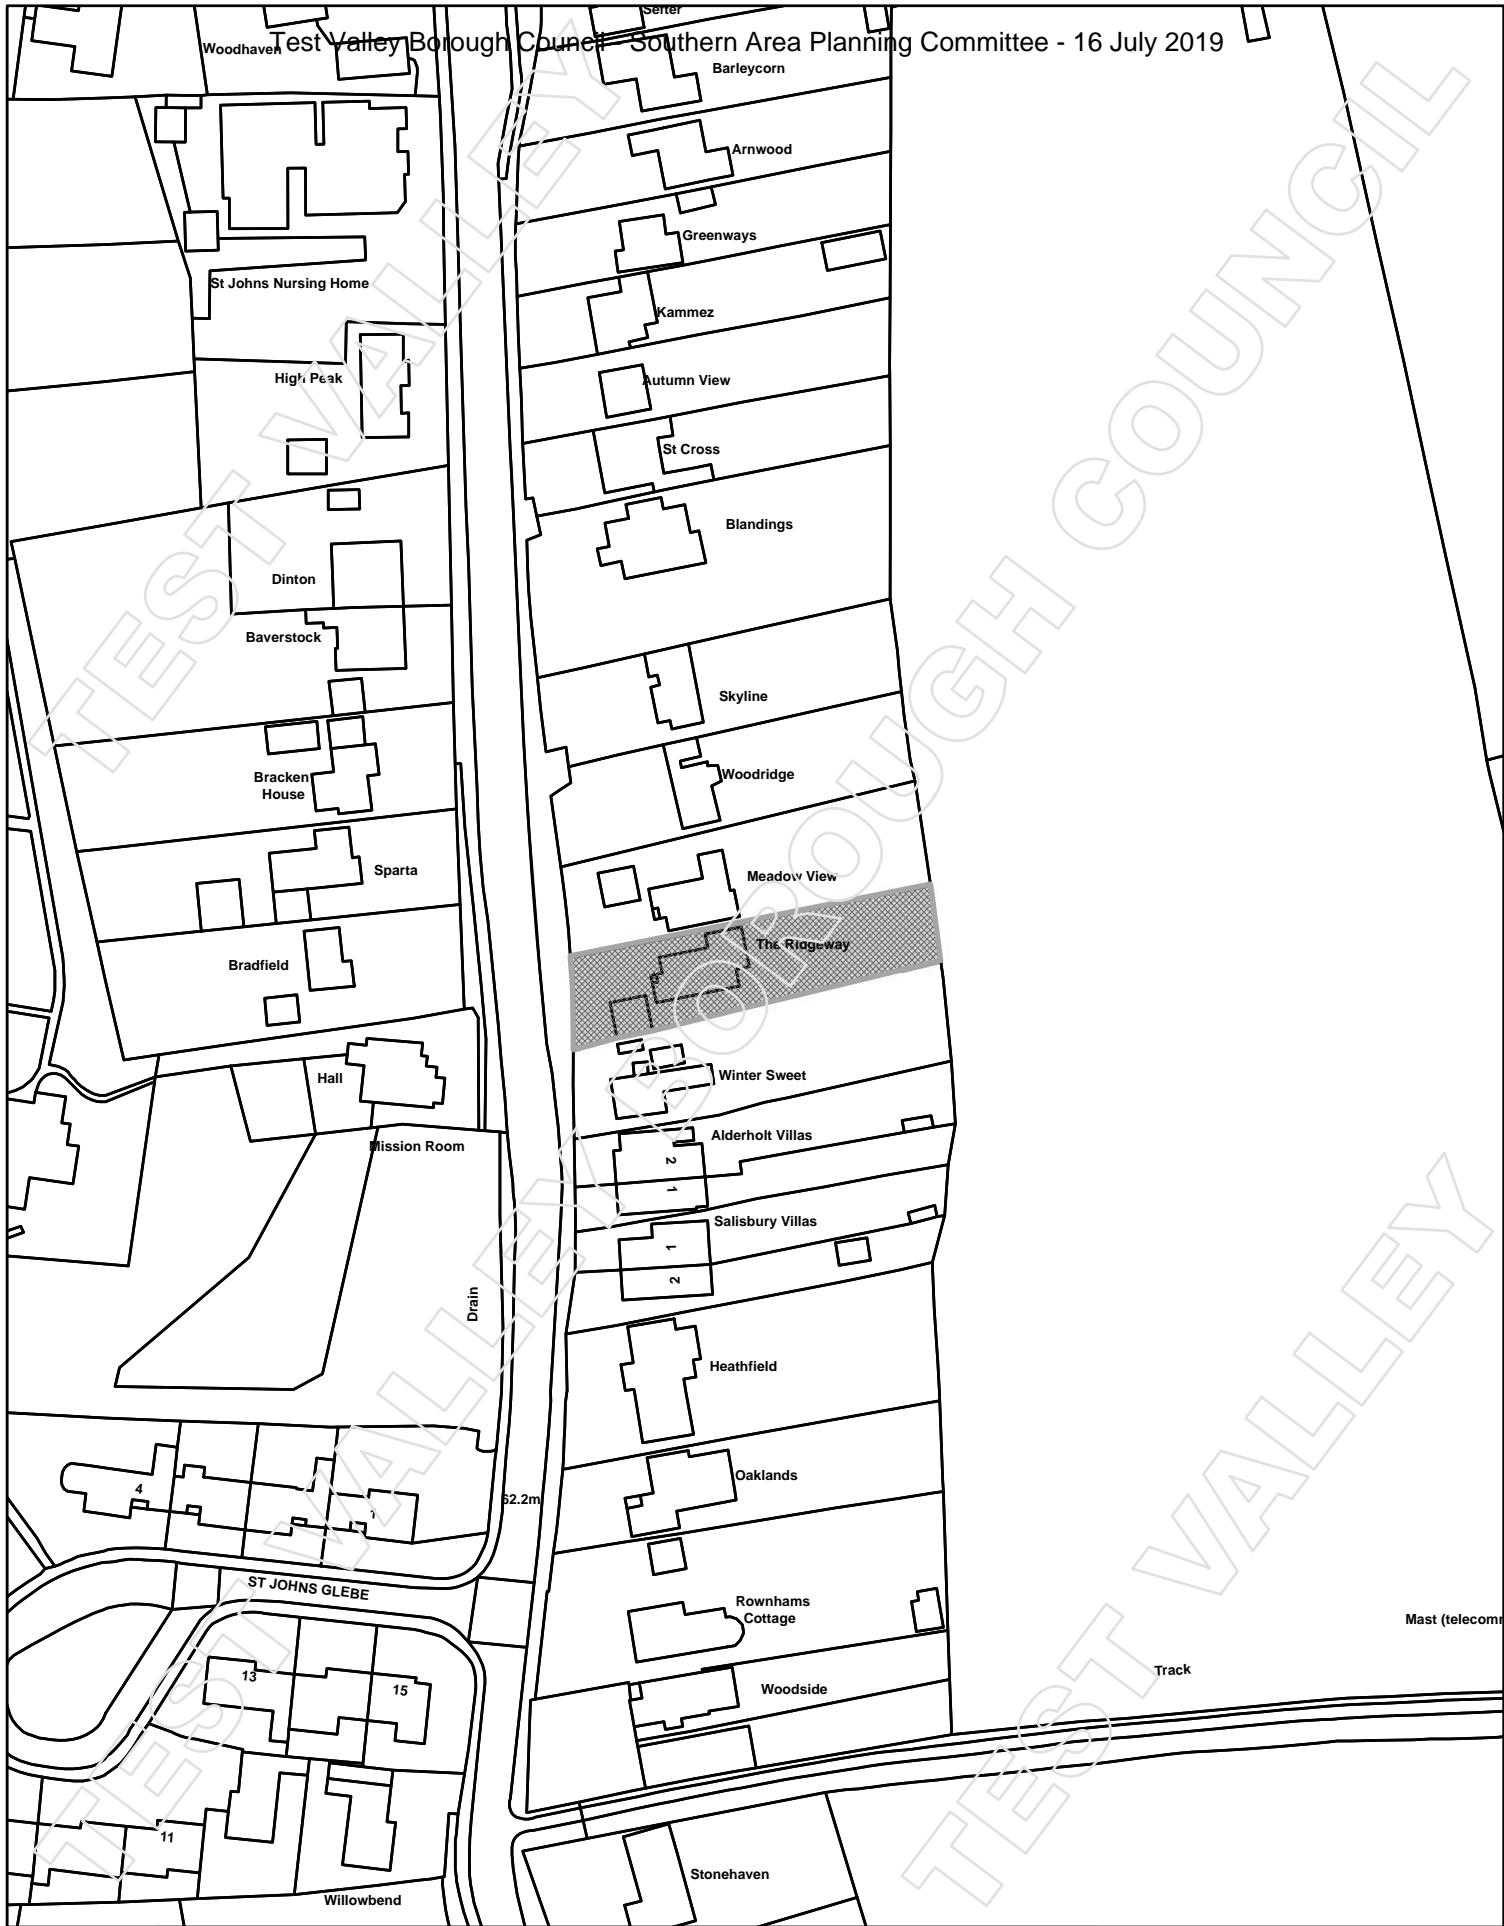 Sefter
Test Valley Borough Council - Southern Area Planning Committee - 16 July 2019
Woodhaven
Barleycorn
Arnwood
Greenways
St Johns Nursing Home
Kammez
High Peak
Autumn View
St Cross
Blandings
Dinton
Baverstock
Skyline
Woodridge
Bracken
House
Sparta
Meadow View
The Ridgeway
Bradfield
Winter Sweet
Hall
Alderholt Villas
Mission Room
2
1
Salisbury Villas
1
2
Drain
Heathfield
Oaklands
4
7
62.2m
ST JOHNS GLEBE
Rownhams
Cottage
Mast (telecom
Track
13
15
Woodside
11
Stonehaven
Willowbend
TEST VALLEY BOROUGH COUNCIL
TEST VALLEY
TEST VALLEY